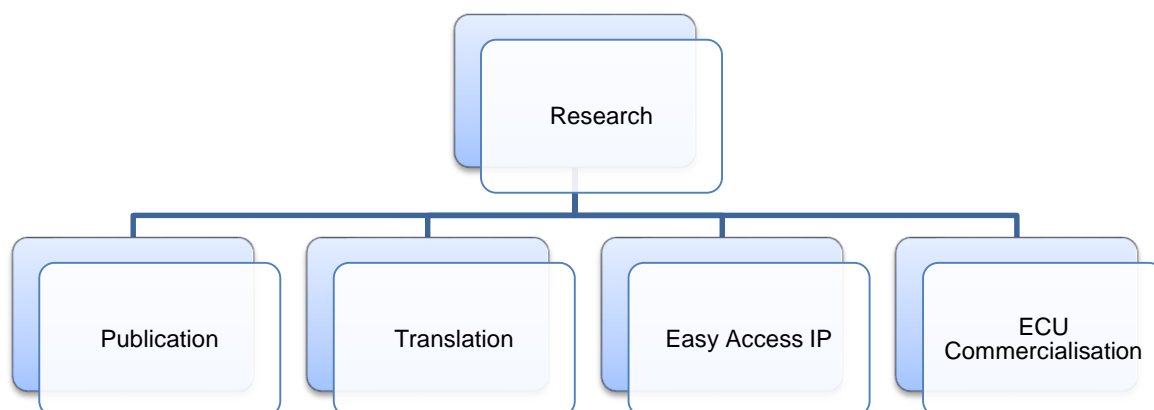 Research
Publication
Translation
Easy Access IP
ECU
Commercialisation